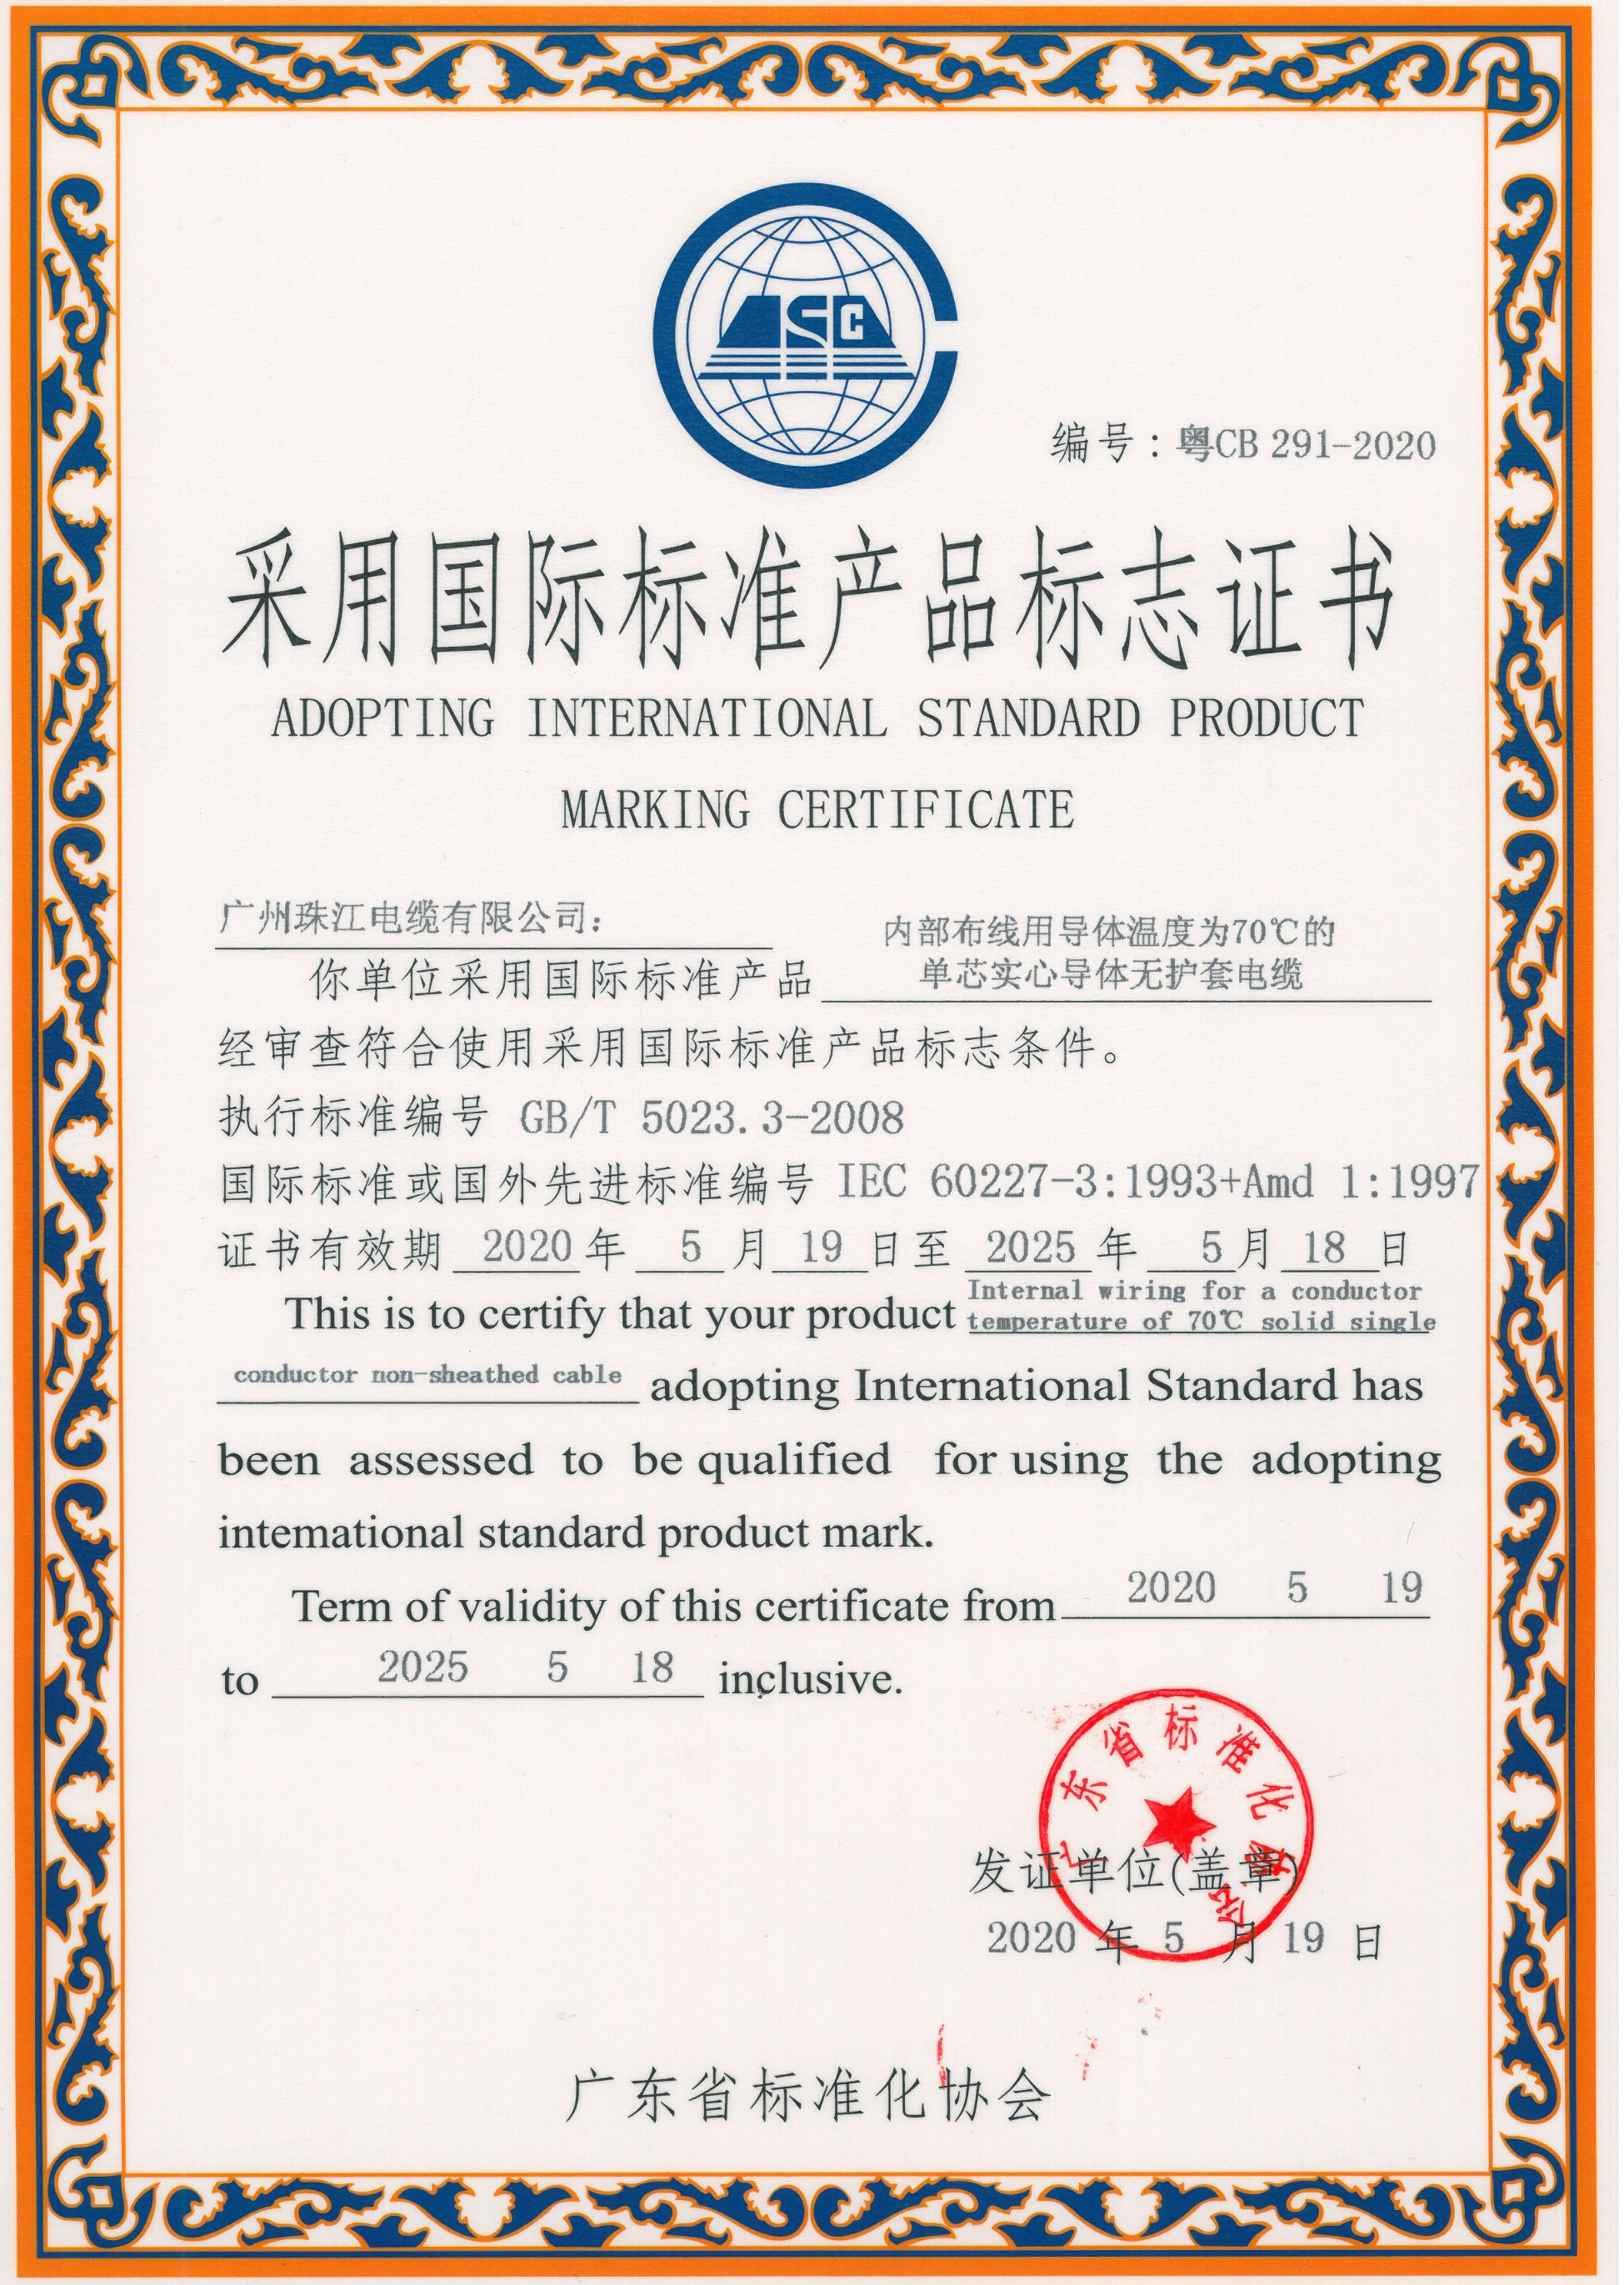 ISC
编号：粤CB 291-2020
采用国际标准产品标志证书
ADOPTING INTERNATIONAL STANDARD PRODUCT
MARKING CERTIFICATE
广州珠江电缆有限公司：
你单位采用国际标准产品 内部布线用导体温度为70℃的
单芯实心导体无护套电缆
经审查符合使用采用国际标准产品标志条件。
执行标准编号 GB/T 5023.3-2008
国际标准或国外先进标准编号 IEC 60227-3:1993+Amd 1:1997
证书有效期 2020 年 5 月 19 日至 2025 年 5 月 18 日
This is to certify that your product Internal wiring for a conductor
temperature of 70℃ solid single
conductor non-sheathed cable adopting International Standard has
been assessed to be qualified for using the adopting
intemational standard product mark.
Term of validity of this certificate from 2020 5 19
to 2025 5 18 inclusive.
广东省标准化协会
发证单位(盖章)
2020 年 5 月 19 日
广东省标准化协会